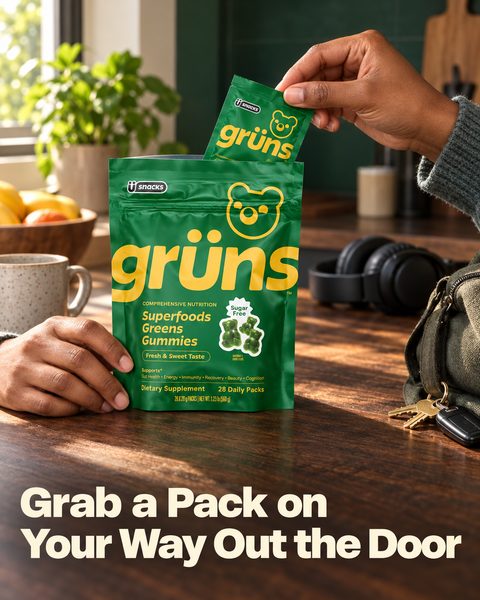 snacks
grüns
snacks
grüns
COMPREHENSIVE NUTRITION
Superfoods
Greens
Gummies
Sugar
Free
Fresh & Sweet Taste
Supports*
Gut Health • Energy • Immunity • Recovery • Beauty • Cognition
Dietary Supplement 28 Daily Packs
Grab a Pack on
Your Way Out the Door